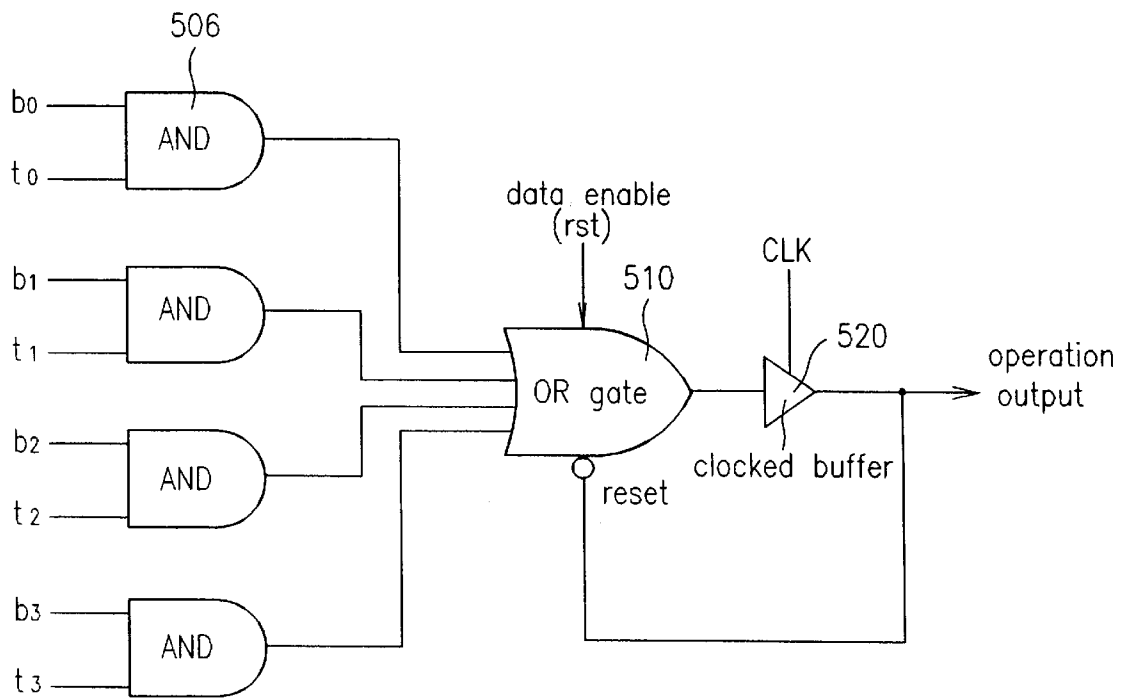 506
b0
AND
t0
data enable
(rst)
CLK
b1
AND
510
t1
520
operation
output
OR gate
b2
AND
clocked buffer
reset
t2
b3
AND
t3